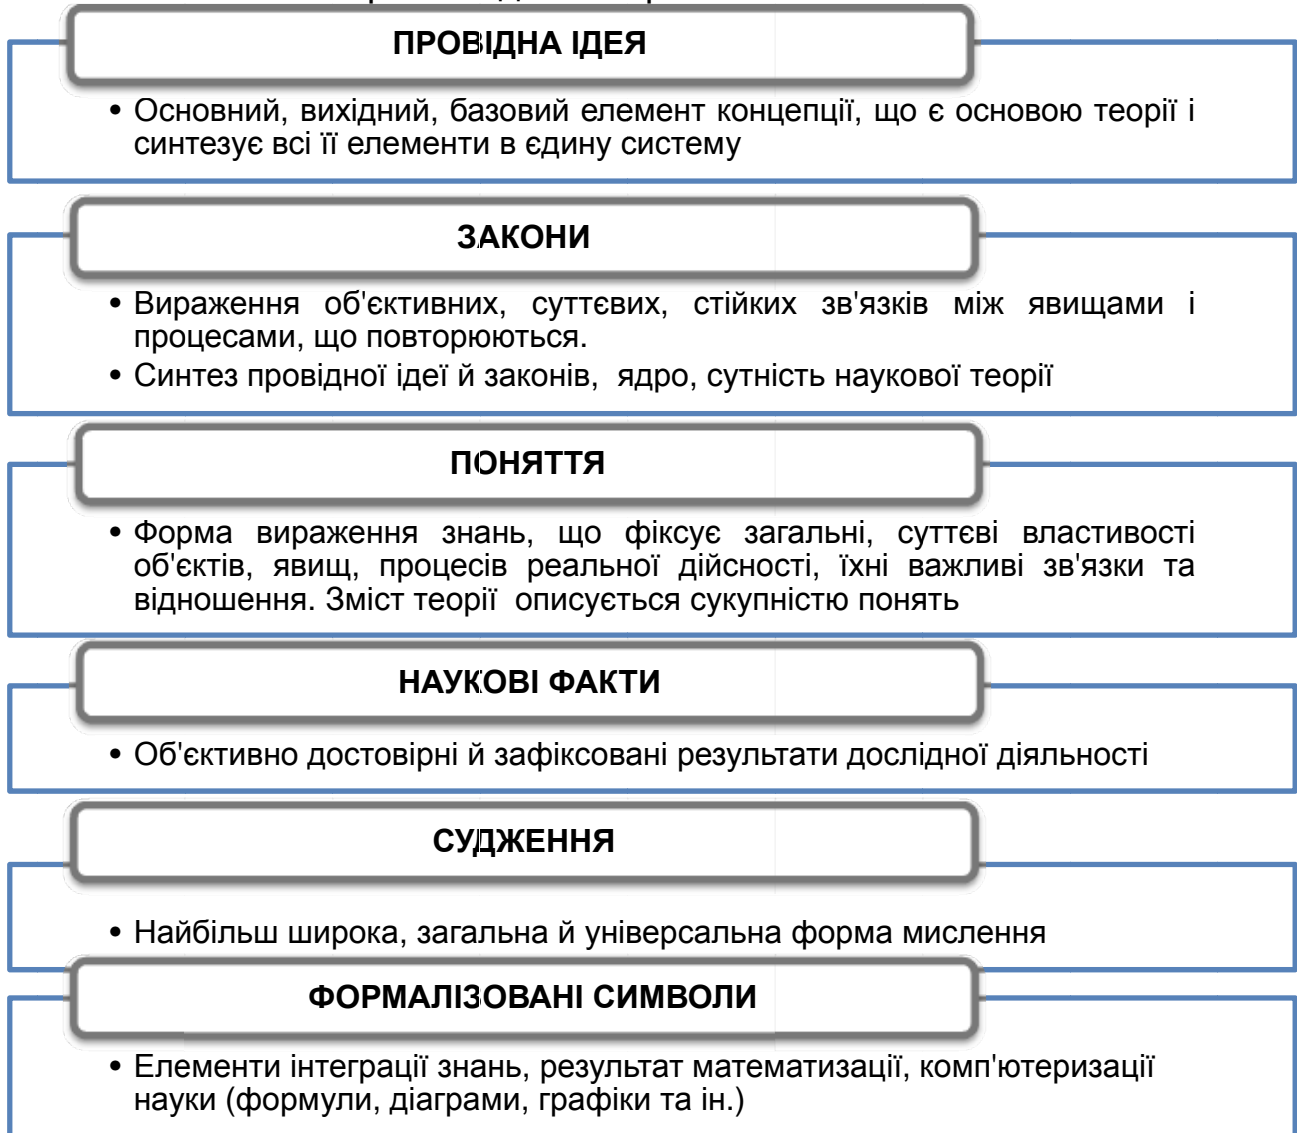 ПРОВІДНА ІДЕЯ
• Основний, вихідний, базовий елемент концепції, що є основою теорії і
синтезує всі її елементи в єдину систему
ЗАКОНИ
• Вираження об'єктивних, суттєвих, стійких зв'язків між явищами і
процесами, що повторюються.
• Синтез провідної ідеї й законів, ядро, сутність наукової теорії
ПОНЯТТЯ
• Форма вираження знань, що фіксує загальні, суттєві властивості
об'єктів, явищ, процесів реальної дійсності, їхні важливі зв'язки та
відношення. Зміст теорії описується сукупністю понять
НАУКОВІ ФАКТИ
• Об'єктивно достовірні й зафіксовані результати дослідної діяльності
СУДЖЕННЯ
• Найбільш широка, загальна й універсальна форма мислення
ФОРМАЛІЗОВАНІ СИМВОЛИ
• Елементи інтеграції знань, результат математизації, комп'ютеризації
науки (формули, діаграми, графіки та ін.)